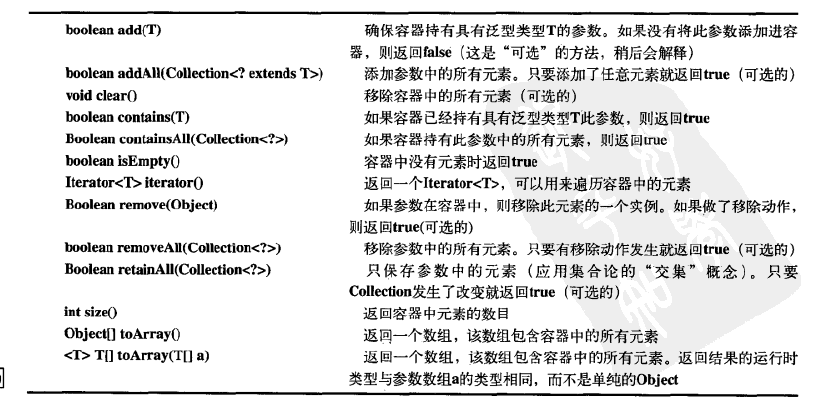 boolean add(T) 确保容器持有具有泛型类型T的参数。如果没有将此参数添加进容
器，则返回false（这是“可选”的方法，稍后会解释）
boolean addAll(Collection<? extends T>) 添加参数中的所有元素。只要添加了任意元素就返回true（可选的）
void clear() 移除容器中的所有元素（可选的）
boolean contains(T) 如果容器已经持有具有泛型类型T此参数，则返回true
Boolean containsAll(Collection<?>) 如果容器持有此参数中的所有元素，则返回true
boolean isEmpty() 容器中没有元素时返回true
Iterator<T> iterator() 返回一个Iterator<T>，可以用来遍历容器中的元素
Boolean remove(Object) 如果参数在容器中，则移除此元素的一个实例。如果做了移除动作，
则返回true(可选的)
boolean removeAll(Collection<?>) 移除参数中的所有元素。只要有移除动作发生就返回true（可选的）
Boolean retainAll(Collection<?>) 只保存参数中的元素（应用集合论的“交集”概念）。只要
Collection发生了改变就返回true（可选的）
int size() 返回容器中元素的数目
Object[] toArray() 返回一个数组，该数组包含容器中的所有元素
<T> T[] toArray(T[] a) 返回一个数组，该数组包含容器中的所有元素。返回结果的运行时
类型与参数数组a的类型相同，而不是单纯的Object